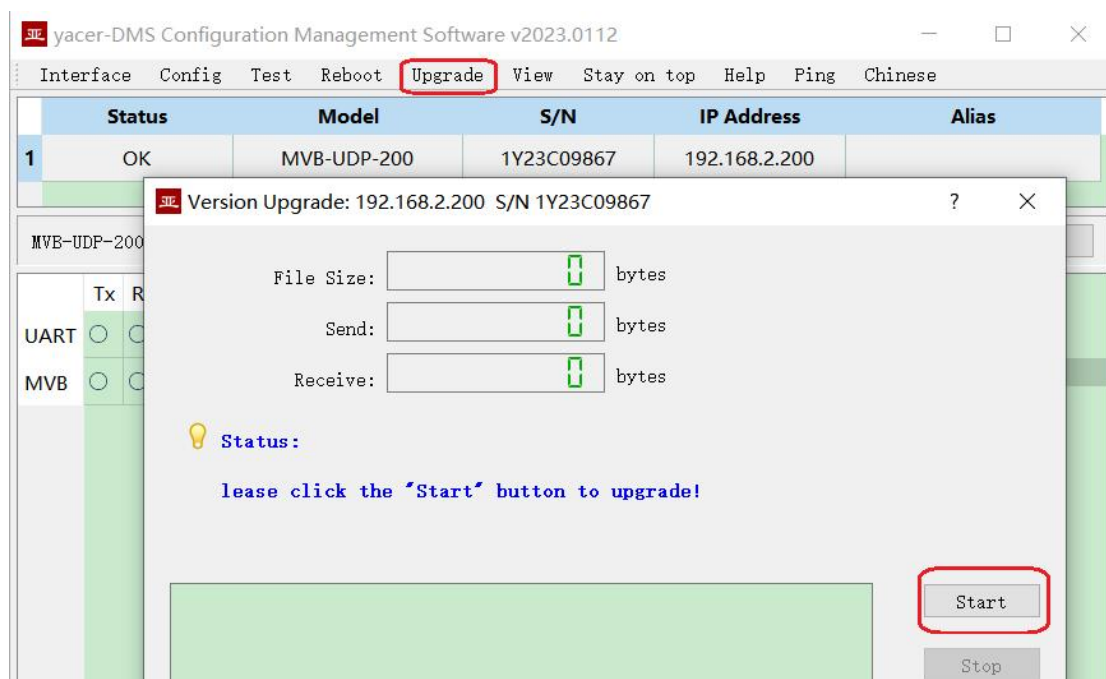 亚 yacer-DMS Configuration Management Software v2023.0112
Interface Config Test Reboot Upgrade View Stay on top Help Ping Chinese
Status Model S/N IP Address Alias
1 OK MVB-UDP-200 1Y23C09867 192.168.2.200
亚 Version Upgrade: 192.168.2.200 S/N 1Y23C09867 ?
MVB-UDP-200
File Size: 0 bytes
Tx R
Send: 0 bytes
UART
Receive: 0 bytes
MVB
Status:
lease click the "Start" button to upgrade!
Start
Stop